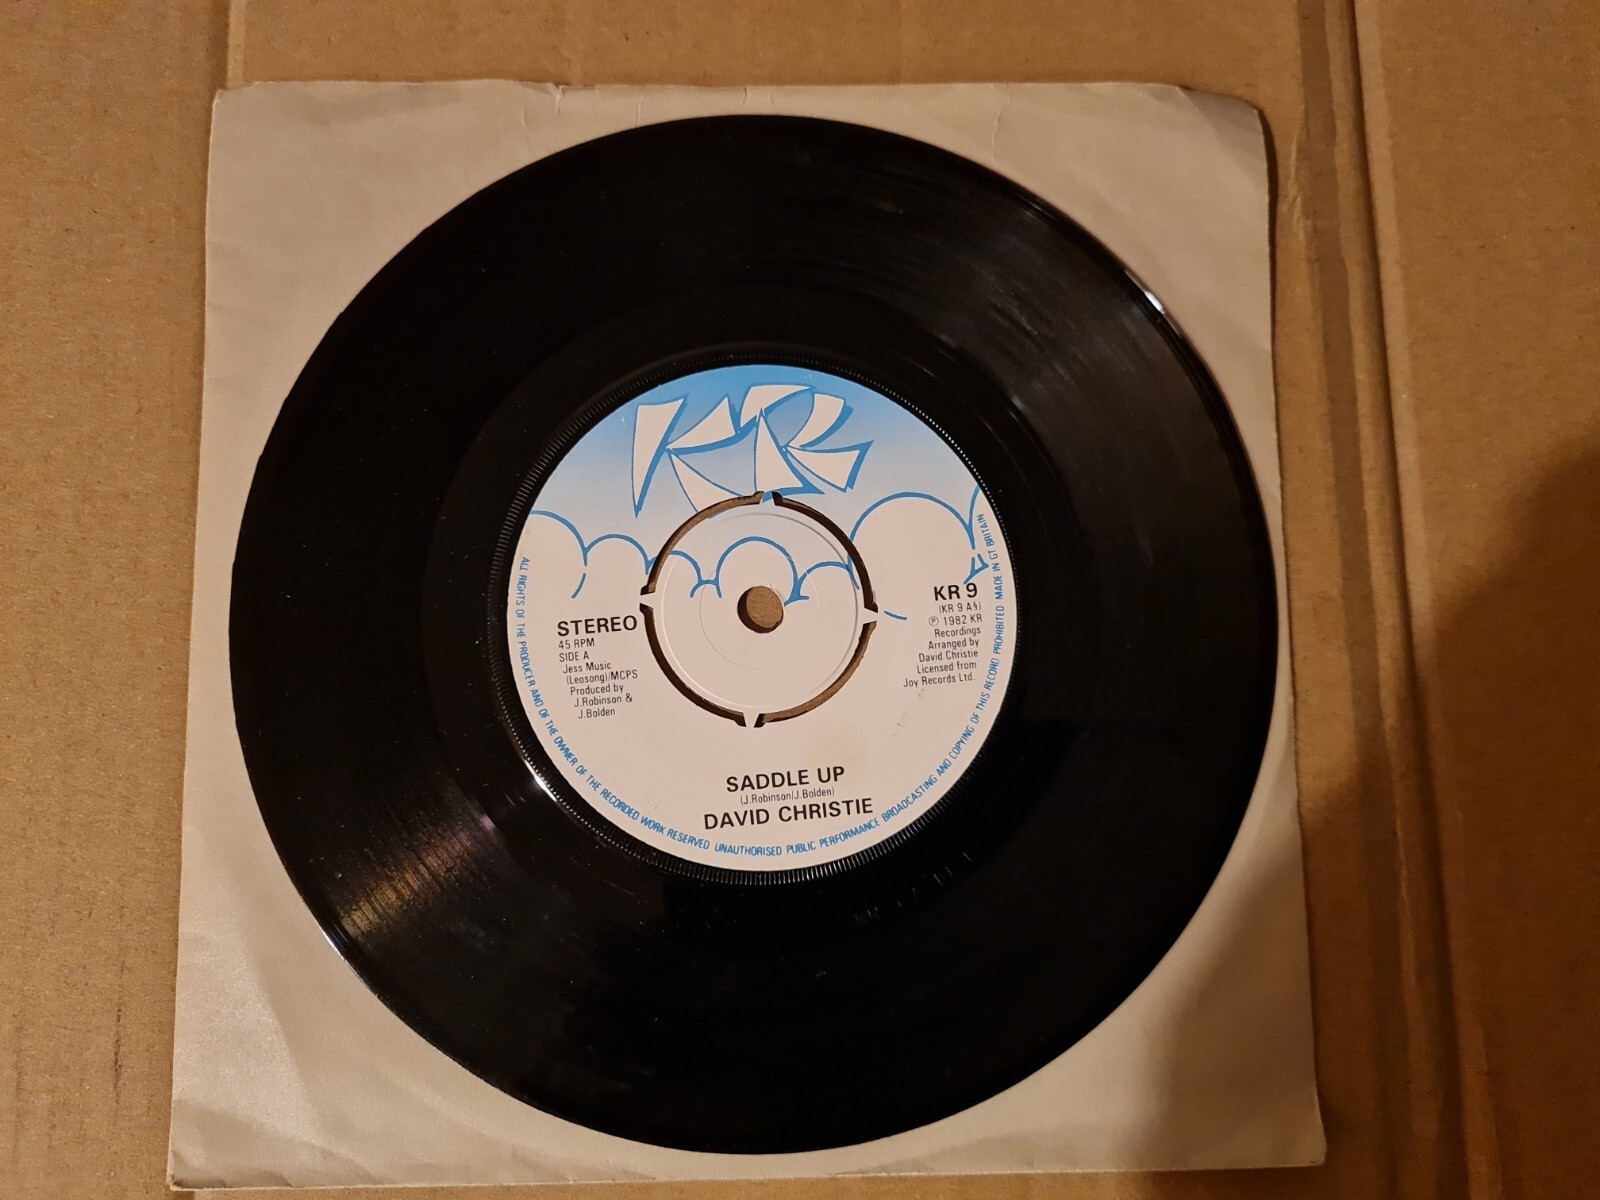 KR
STEREO
45 RPM
SIDE A
Jess Music
(Leosong)/MCPS
Produced by
J.Robinson &
J.Bolden
KR 9
(KR 9 A§)
℗ 1982 KR
Recordings
Arranged by
David Christie
Licensed from
Joy Records Ltd.
SADDLE UP
(J.Robinson/J.Bolden)
DAVID CHRISTIE
ALL RIGHTS OF THE PRODUCER AND OF THE OWNER OF THE RECORDED WORK RESERVED UNAUTHORISED PUBLIC PERFORMANCE BROADCASTING AND COPYING OF THIS RECORD PROHIBITED MADE IN GT BRITAIN